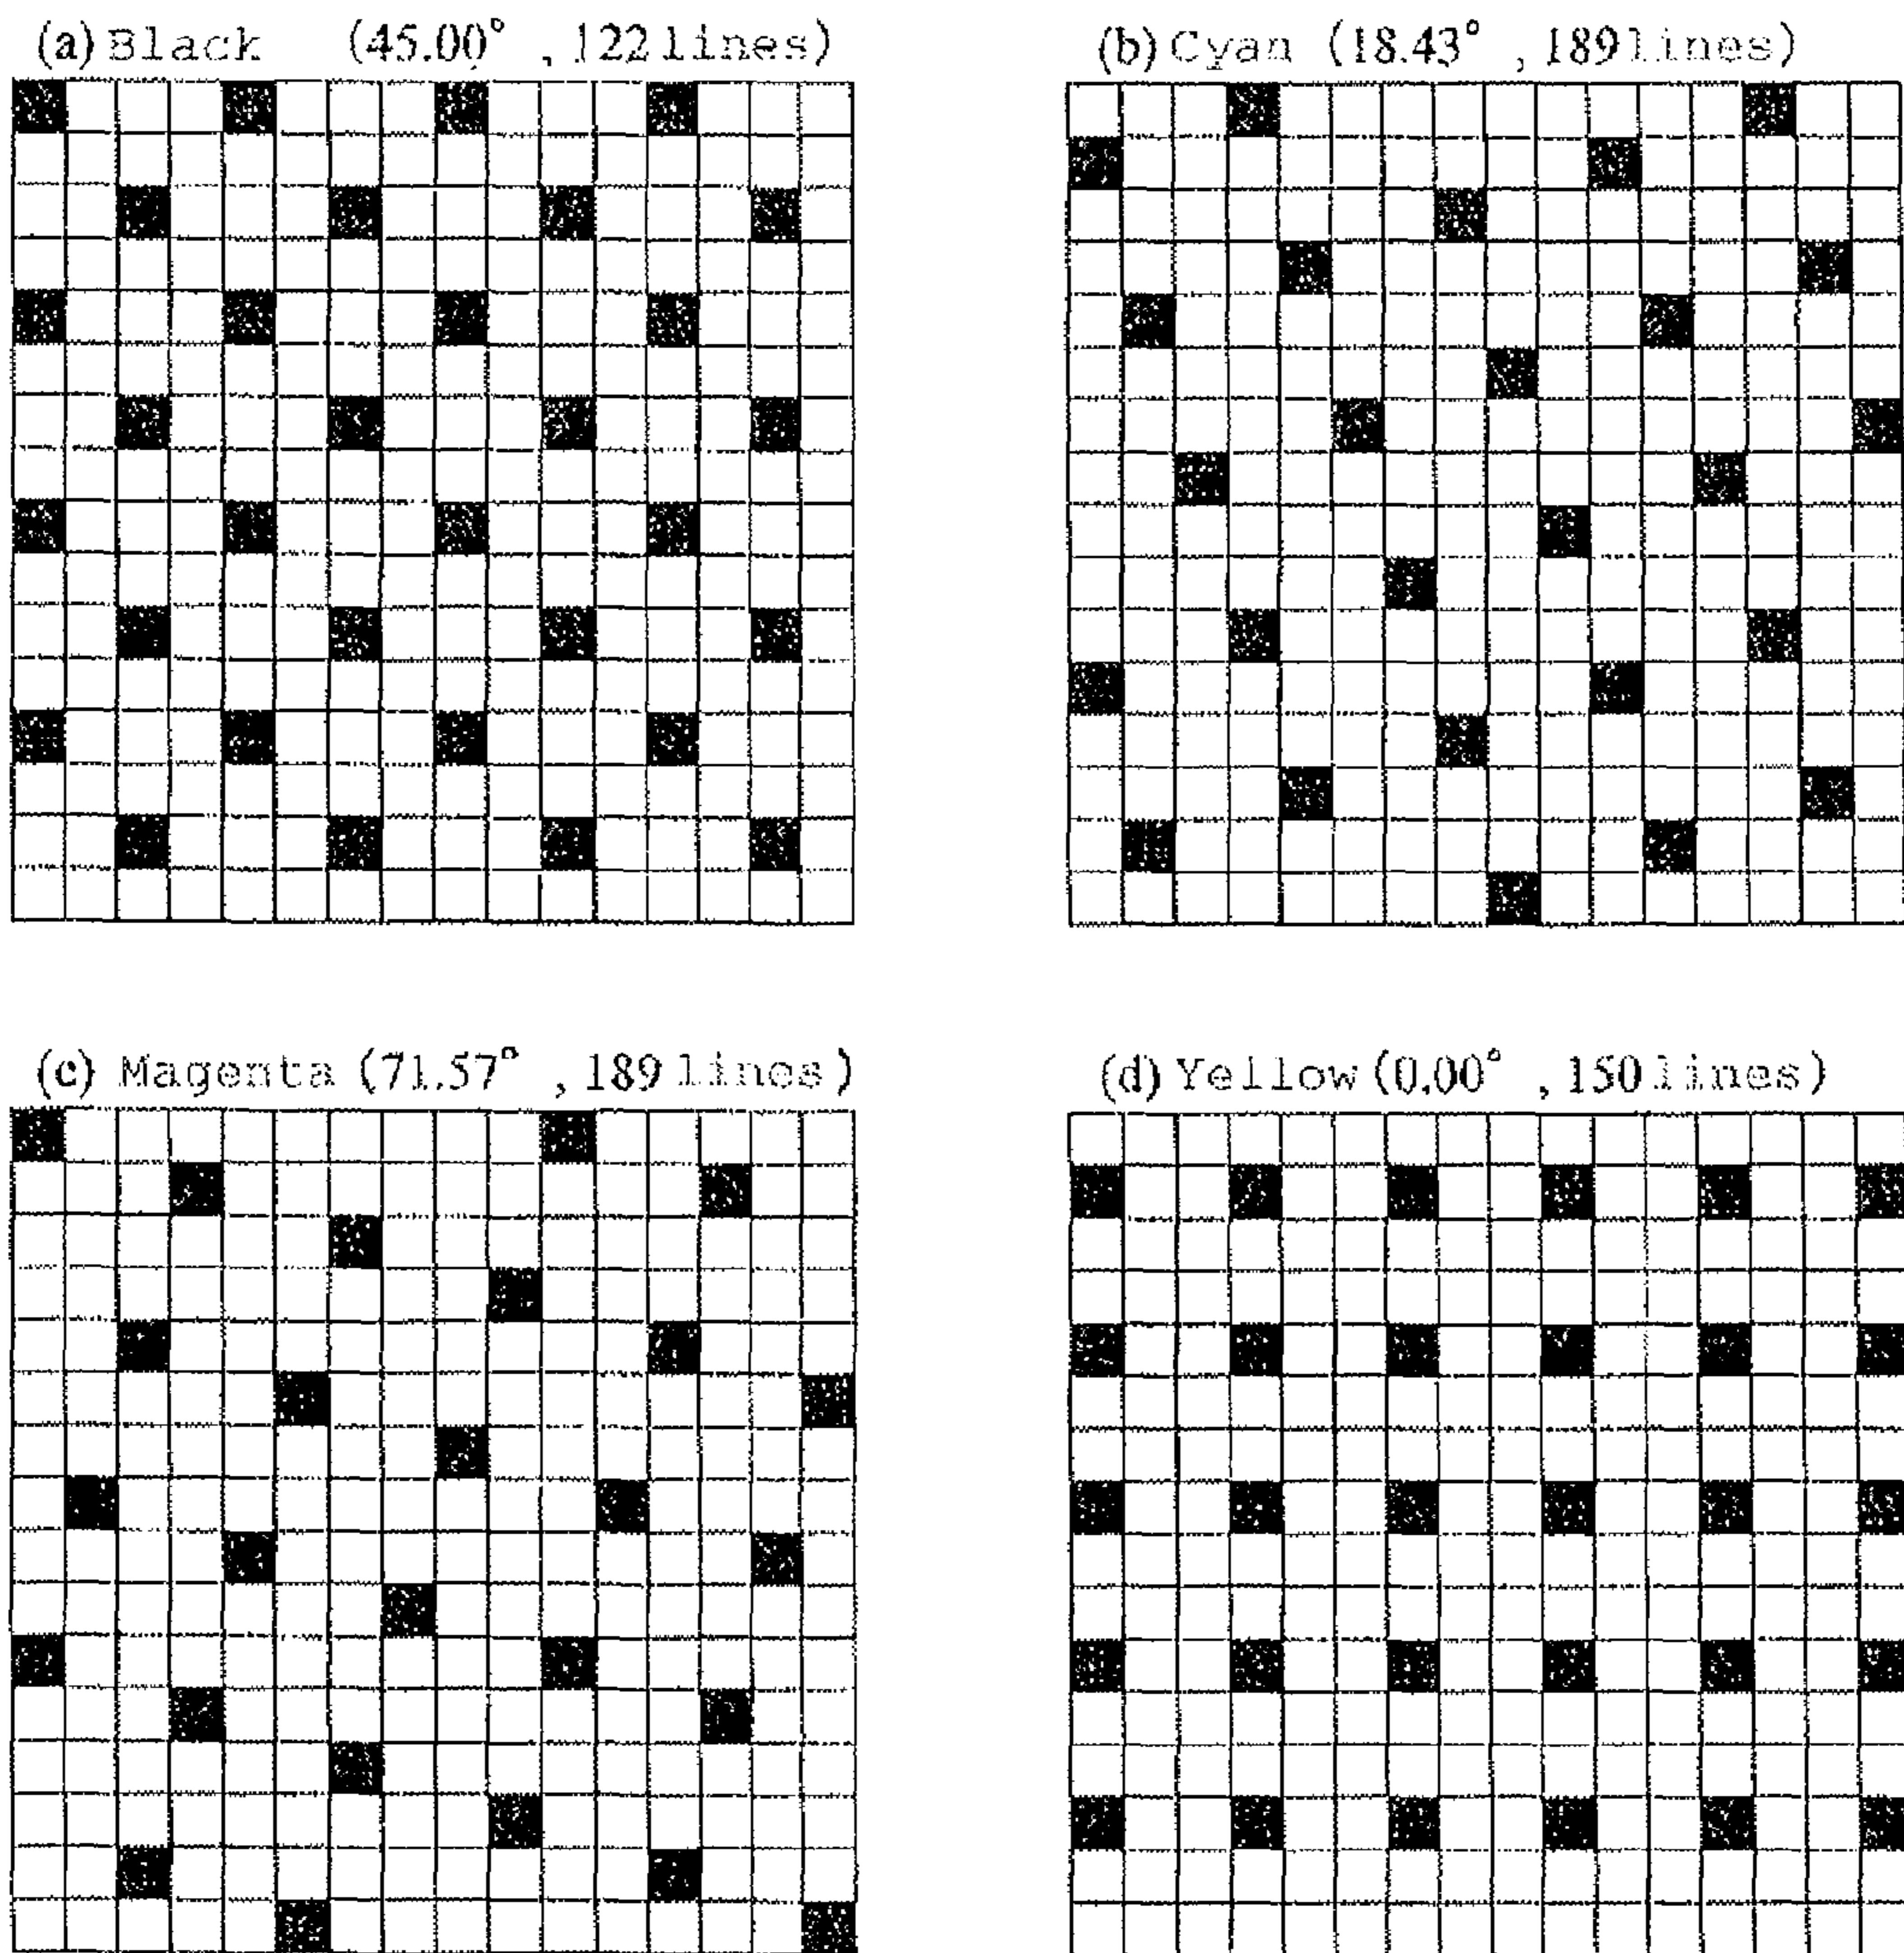 (a) Black (45.00° , 122 lines)
(b) Cyan (18.43° , 189 lines)
(c) Magenta (71.57° , 189 lines)
(d) Yellow (0.00° , 150 lines)